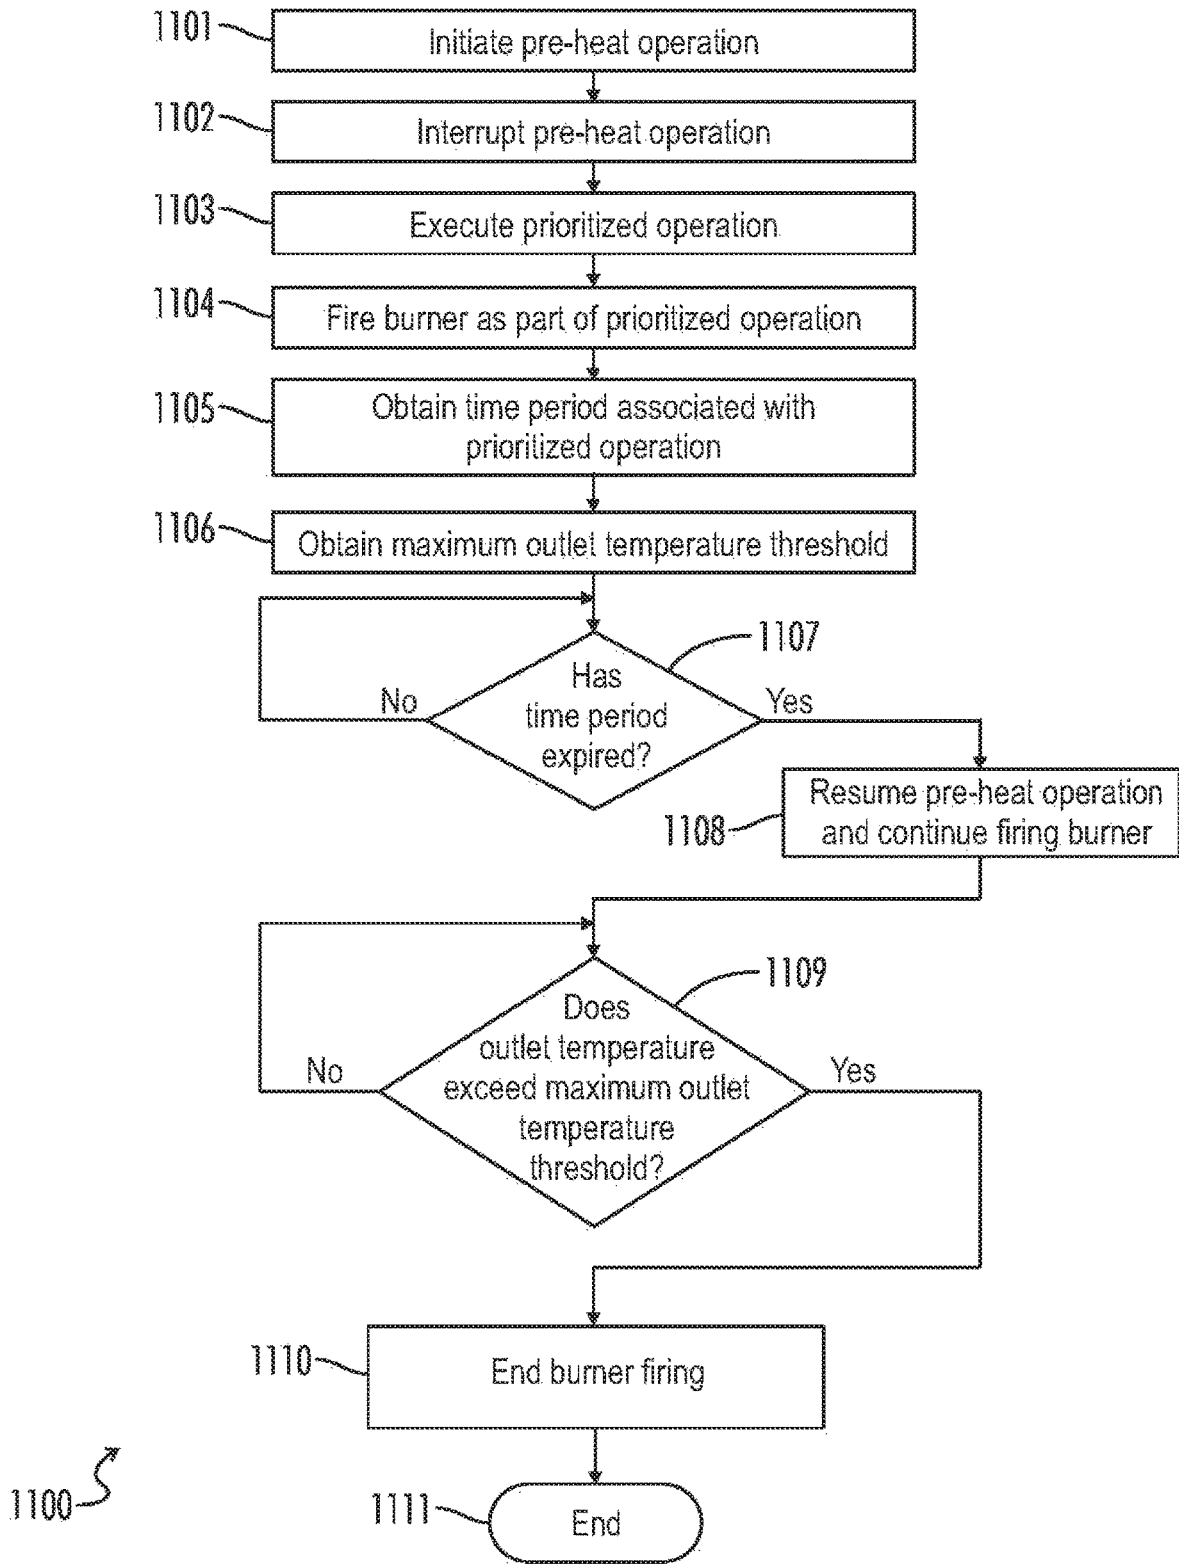 1101
Initiate pre-heat operation
1102
Interrupt pre-heat operation
1103
Execute prioritized operation
1104
Fire burner as part of prioritized operation
1105
Obtain time period associated with
prioritized operation
1106
Obtain maximum outlet temperature threshold
1107
Has
time period
expired?
No
Yes
1108
Resume pre-heat operation
and continue firing burner
1109
Does
outlet temperature
exceed maximum outlet
temperature
threshold?
No
Yes
1110
End burner firing
1100
1111
End